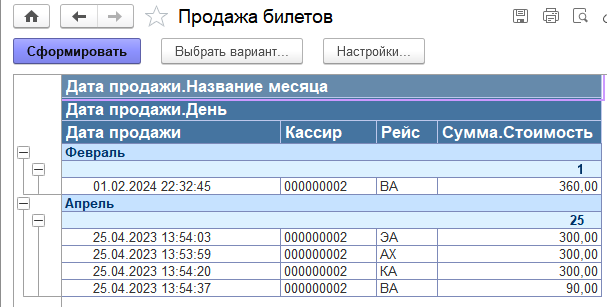 Продажа билетов
Сформировать Выбрать вариант... Настройки...
Дата продажи.Название месяца
Дата продажи.День
Дата продажи Кассир Рейс Сумма.Стоимость
Февраль
1
01.02.2024 22:32:45 000000002 ВА 360,00
Апрель
25
25.04.2023 13:54:03 000000002 ЭА 300,00
25.04.2023 13:53:59 000000002 АХ 300,00
25.04.2023 13:54:20 000000002 КА 300,00
25.04.2023 13:54:37 000000002 ВА 90,00